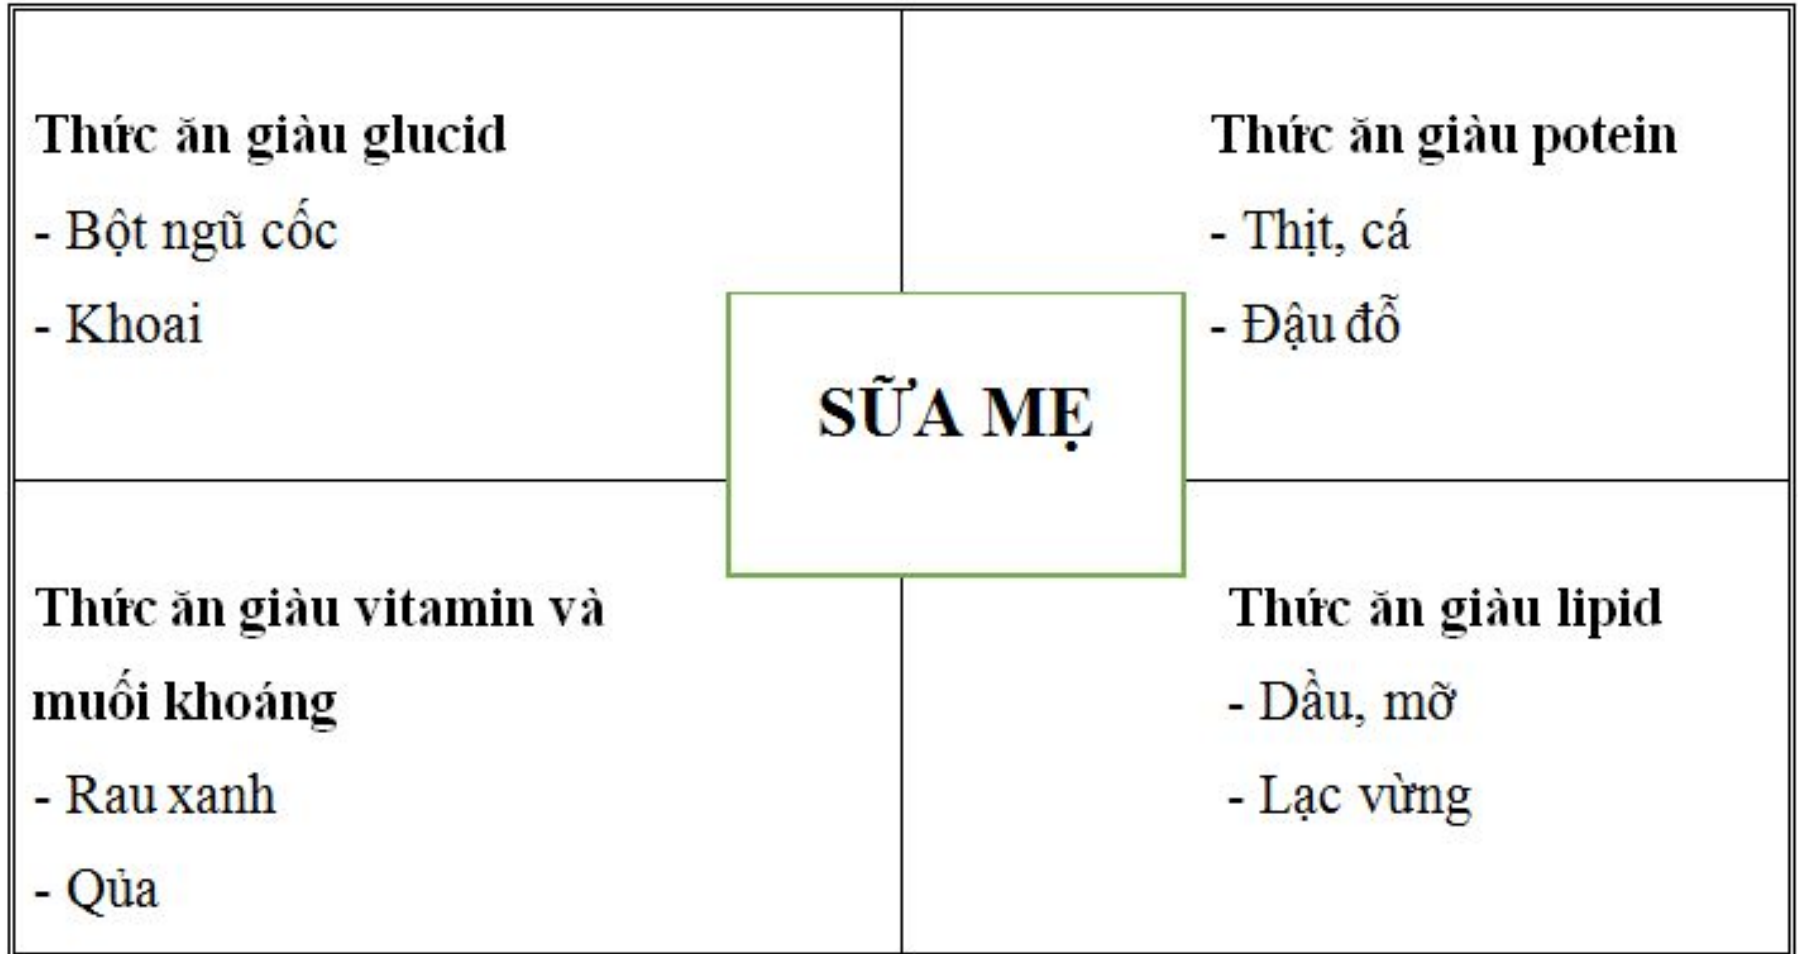 Thức ăn giàu glucid
- Bột ngũ cốc
- Khoai
Thức ăn giàu potein
- Thịt, cá
- Đậu đỗ
SỮA MẸ
Thức ăn giàu vitamin và
muối khoáng
- Rau xanh
- Qủa
Thức ăn giàu lipid
- Dầu, mỡ
- Lạc vừng